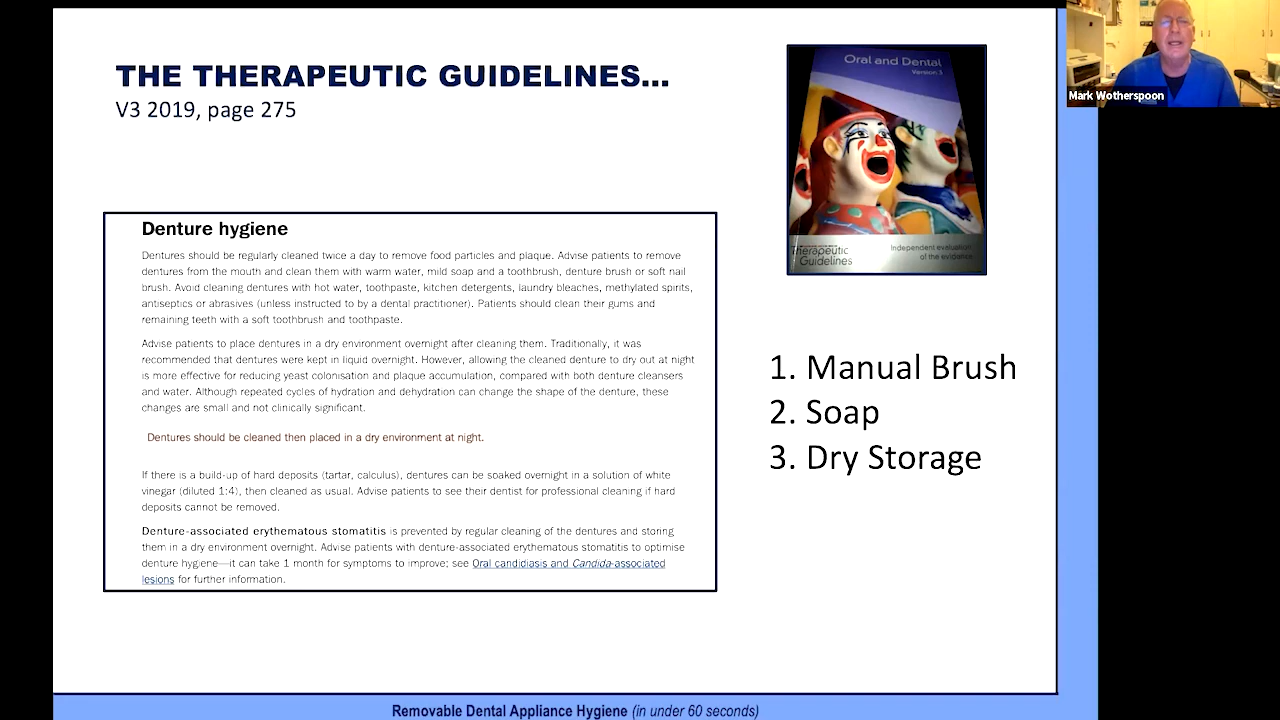 THE THERAPEUTIC GUIDELINES...
V3 2019, page 275
Oral and Dental
Version 3
Therapeutic
Guidelines
Independent evaluation
of the evidence
Mark Wotherspoon
Denture hygiene
Dentures should be regularly cleaned twice a day to remove food particles and plaque. Advise patients to remove
dentures from the mouth and clean them with warm water, mild soap and a toothbrush, denture brush or soft nail
brush. Avoid cleaning dentures with hot water, toothpaste, kitchen detergents, laundry bleaches, methylated spirits,
antiseptics or abrasives (unless instructed to by a dental practitioner). Patients should clean their gums and
remaining teeth with a soft toothbrush and toothpaste.
Advise patients to place dentures in a dry environment overnight after cleaning them. Traditionally, it was
recommended that dentures were kept in liquid overnight. However, allowing the cleaned denture to dry out at night
is more effective for reducing yeast colonisation and plaque accumulation, compared with both denture cleansers
and water. Although repeated cycles of hydration and dehydration can change the shape of the denture, these
changes are small and not clinically significant.
Dentures should be cleaned then placed in a dry environment at night.
If there is a build-up of hard deposits (tartar, calculus), dentures can be soaked overnight in a solution of white
vinegar (diluted 1:4), then cleaned as usual. Advise patients to see their dentist for professional cleaning if hard
deposits cannot be removed.
Denture-associated erythematous stomatitis is prevented by regular cleaning of the dentures and storing
them in a dry environment overnight. Advise patients with denture-associated erythematous stomatitis to optimise
denture hygiene—it can take 1 month for symptoms to improve; see Oral candidiasis and Candida-associated
lesions for further information.
1. Manual Brush
2. Soap
3. Dry Storage
Removable Dental Appliance Hygiene (in under 60 seconds)